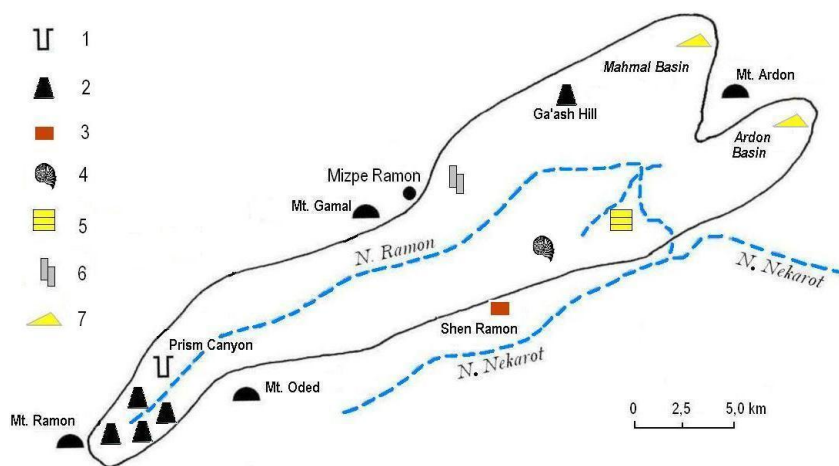 1
2
3
4
5
6
7
Mahmal Basin
Mt. Ardon
Ga'ash Hill
Ardon
Basin
Mizpe Ramon
Mt. Gamal
N. Ramon
N. Nekarot
Shen Ramon
Prism Canyon
N. Nekarot
Mt. Oded
Mt. Ramon
0 2,5 5,0 km